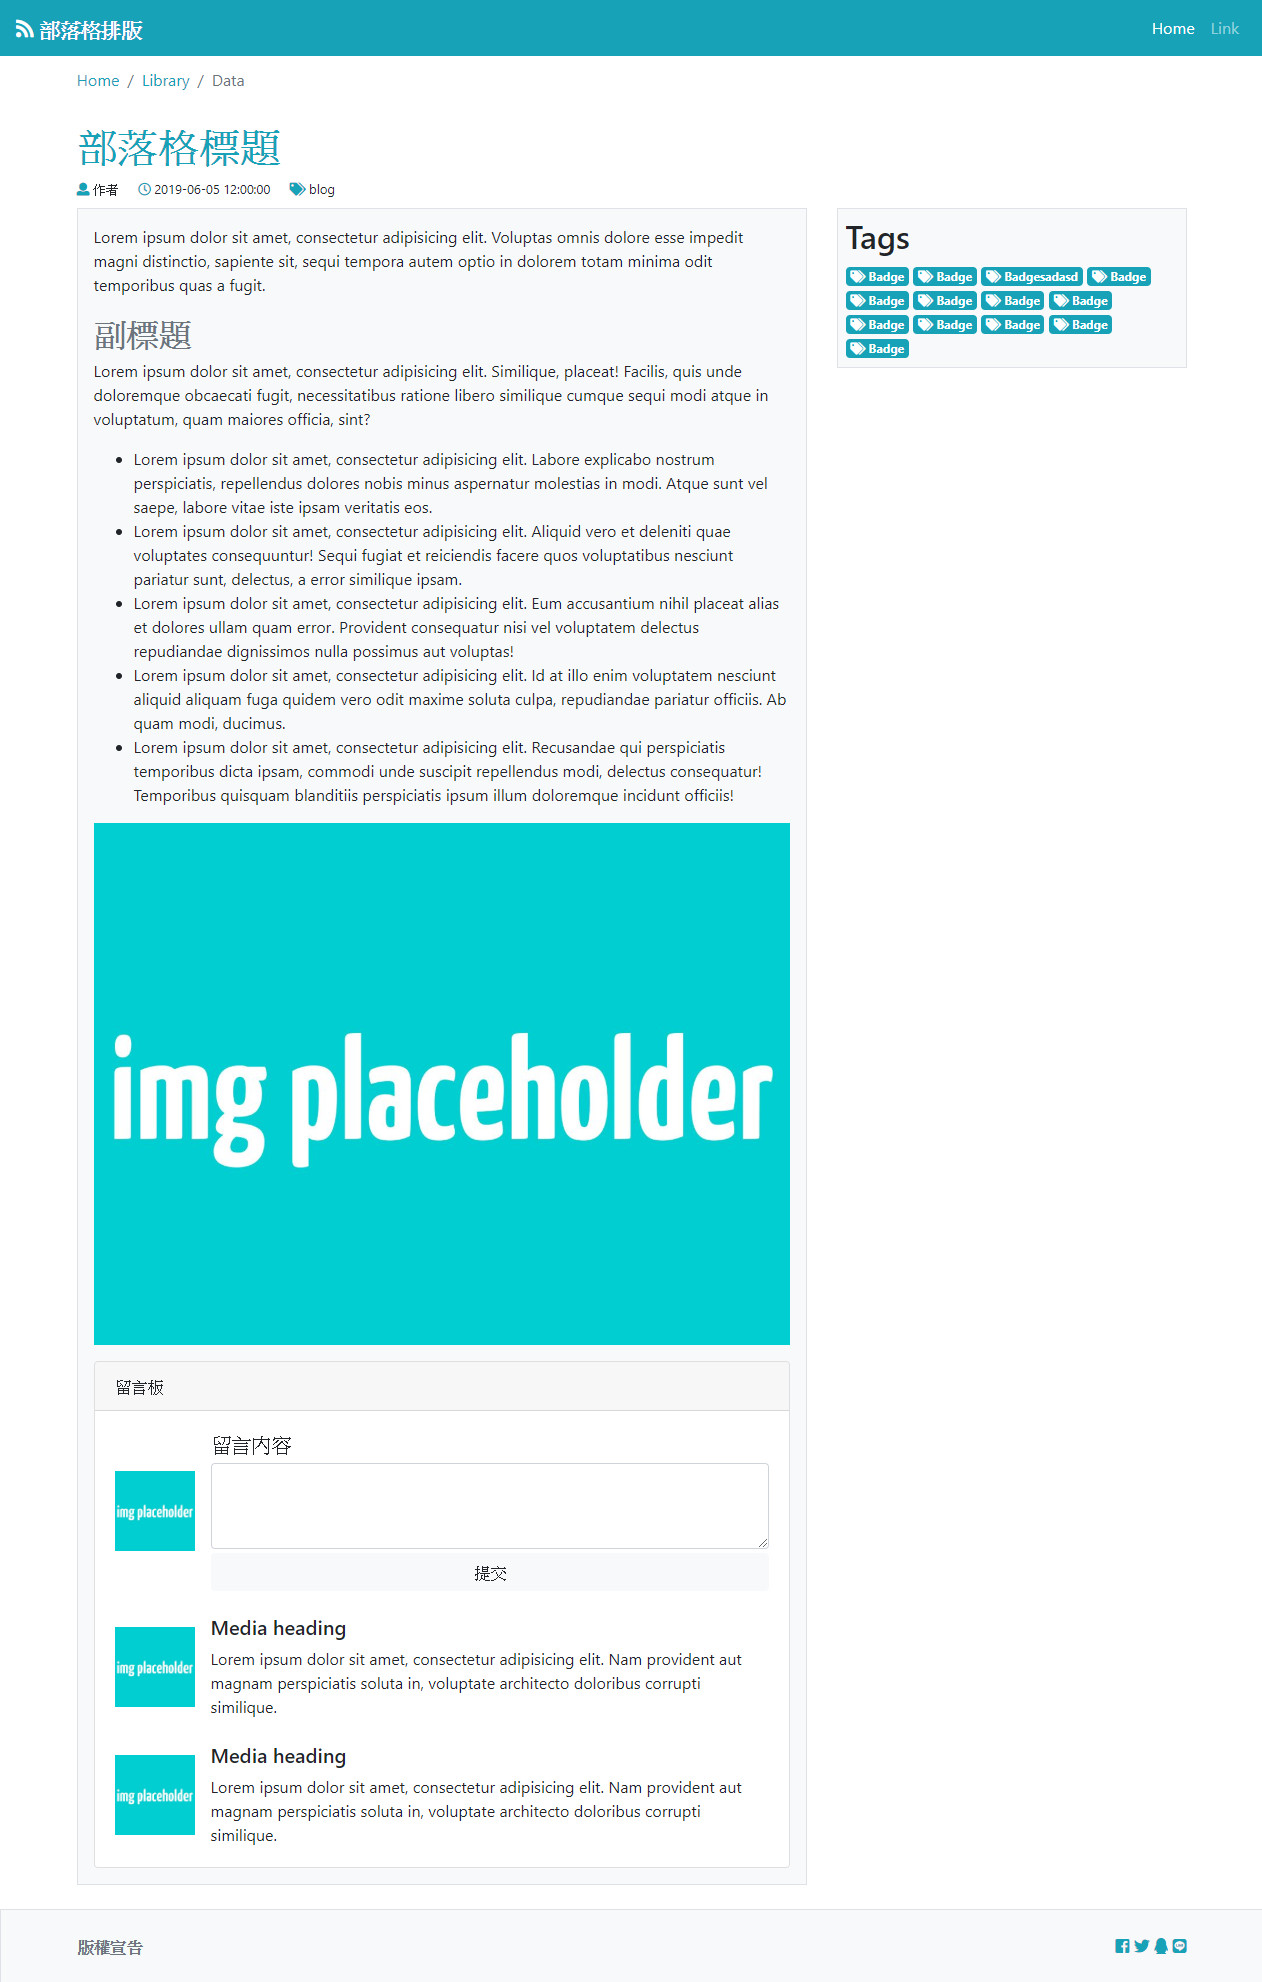 部落格排版 Home Link
Home / Library / Data
部落格標題
作者 2019-06-05 12:00:00 blog
Lorem ipsum dolor sit amet, consectetur adipisicing elit. Voluptas omnis dolore esse impedit
magni distinctio, sapiente sit, sequi tempora autem optio in dolorem totam minima odit
temporibus quas a fugit.
副標題
Lorem ipsum dolor sit amet, consectetur adipisicing elit. Similique, placeat! Facilis, quis unde
doloremque obcaecati fugit, necessitatibus ratione libero similique cumque sequi modi atque in
voluptatum, quam maiores officia, sint?
Lorem ipsum dolor sit amet, consectetur adipisicing elit. Labore explicabo nostrum
perspiciatis, repellendus dolores nobis minus aspernatur molestias in modi. Atque sunt vel
saepe, labore vitae iste ipsam veritatis eos.
Lorem ipsum dolor sit amet, consectetur adipisicing elit. Aliquid vero et deleniti quae
voluptates consequuntur! Sequi fugiat et reiciendis facere quos voluptatibus nesciunt
pariatur sunt, delectus, a error similique ipsam.
Lorem ipsum dolor sit amet, consectetur adipisicing elit. Eum accusantium nihil placeat alias
et dolores ullam quam error. Provident consequatur nisi vel voluptatem delectus
repudiandae dignissimos nulla possimus aut voluptas!
Lorem ipsum dolor sit amet, consectetur adipisicing elit. Id at illo enim voluptatem nesciunt
aliquid aliquam fuga quidem vero odit maxime soluta culpa, repudiandae pariatur officiis. Ab
quam modi, ducimus.
Lorem ipsum dolor sit amet, consectetur adipisicing elit. Recusandae qui perspiciatis
temporibus dicta ipsam, commodi unde suscipit repellendus modi, delectus consequatur!
Temporibus quisquam blanditiis perspiciatis ipsum illum doloremque incidunt officiis!
img placeholder
留言板
留言內容
img placeholder
提交
Media heading
img placeholder
Lorem ipsum dolor sit amet, consectetur adipisicing elit. Nam provident aut
magnam perspiciatis soluta in, voluptate architecto doloribus corrupti
similique.
Media heading
img placeholder
Lorem ipsum dolor sit amet, consectetur adipisicing elit. Nam provident aut
magnam perspiciatis soluta in, voluptate architecto doloribus corrupti
similique.
Tags
Badge Badge Badgesadasd Badge
Badge Badge Badge Badge
Badge Badge Badge Badge
Badge
版權宣告